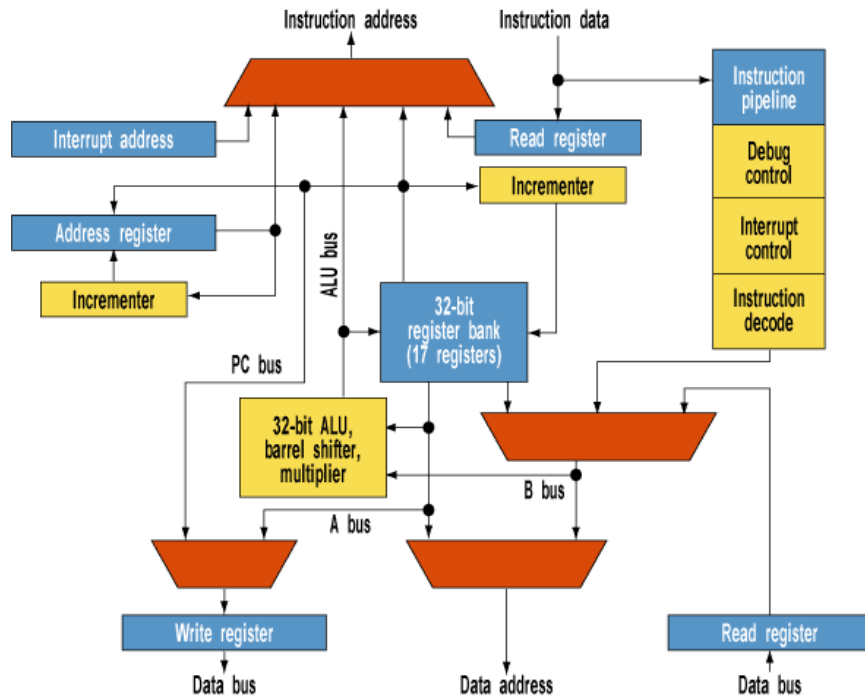 Instruction address
Instruction data
Instruction
pipeline
Interrupt address
Read register
Debug
control
Incrementer
Address register
Interrupt
control
ALU bus
Incrementer
32-bit
register bank
(17 registers)
Instruction
decode
PC bus
32-bit ALU,
barrel shifter,
multiplier
B bus
A bus
Write register
Read register
Data bus
Data address
Data bus